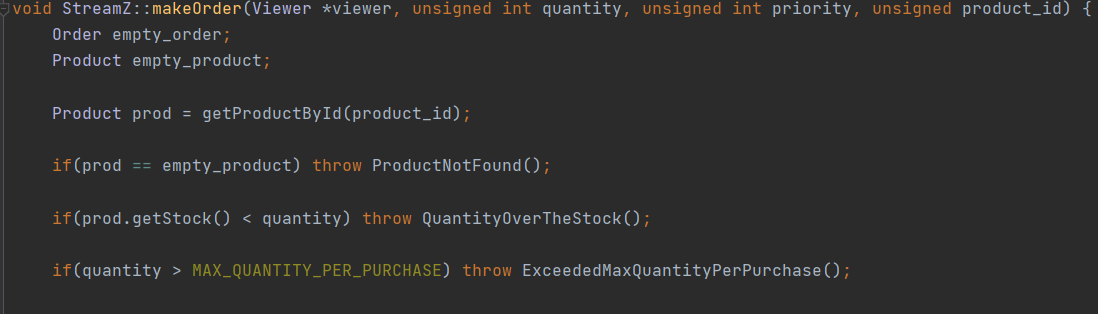 void StreamZ::makeOrder(Viewer *viewer, unsigned int quantity, unsigned int priority, unsigned product_id) {
    Order empty_order;
    Product empty_product;

    Product prod = getProductById(product_id);

    if(prod == empty_product) throw ProductNotFound();

    if(prod.getStock() < quantity) throw QuantityOverTheStock();

    if(quantity > MAX_QUANTITY_PER_PURCHASE) throw ExceededMaxQuantityPerPurchase();